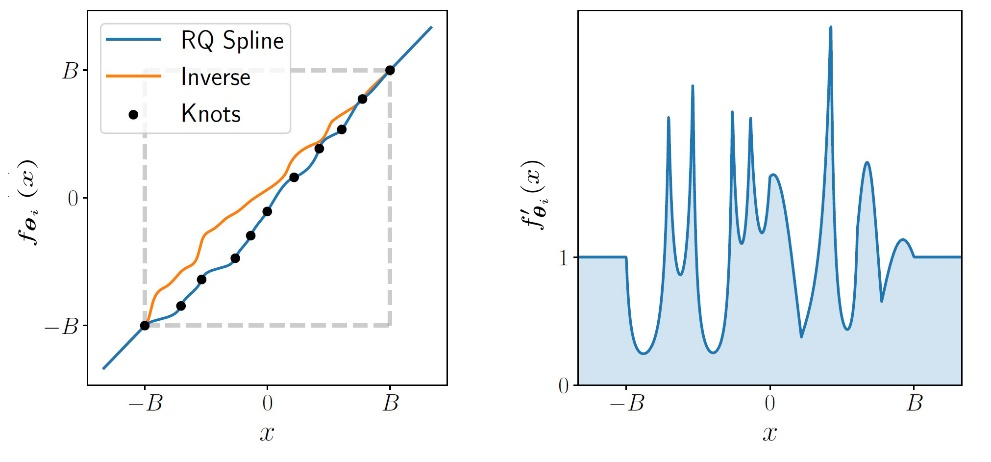 RQ Spline
Inverse
Knots
B
0
−B
−B
0
B
x
f_θᵢ(x)
1
0
−B
0
B
x
f′_θᵢ(x)